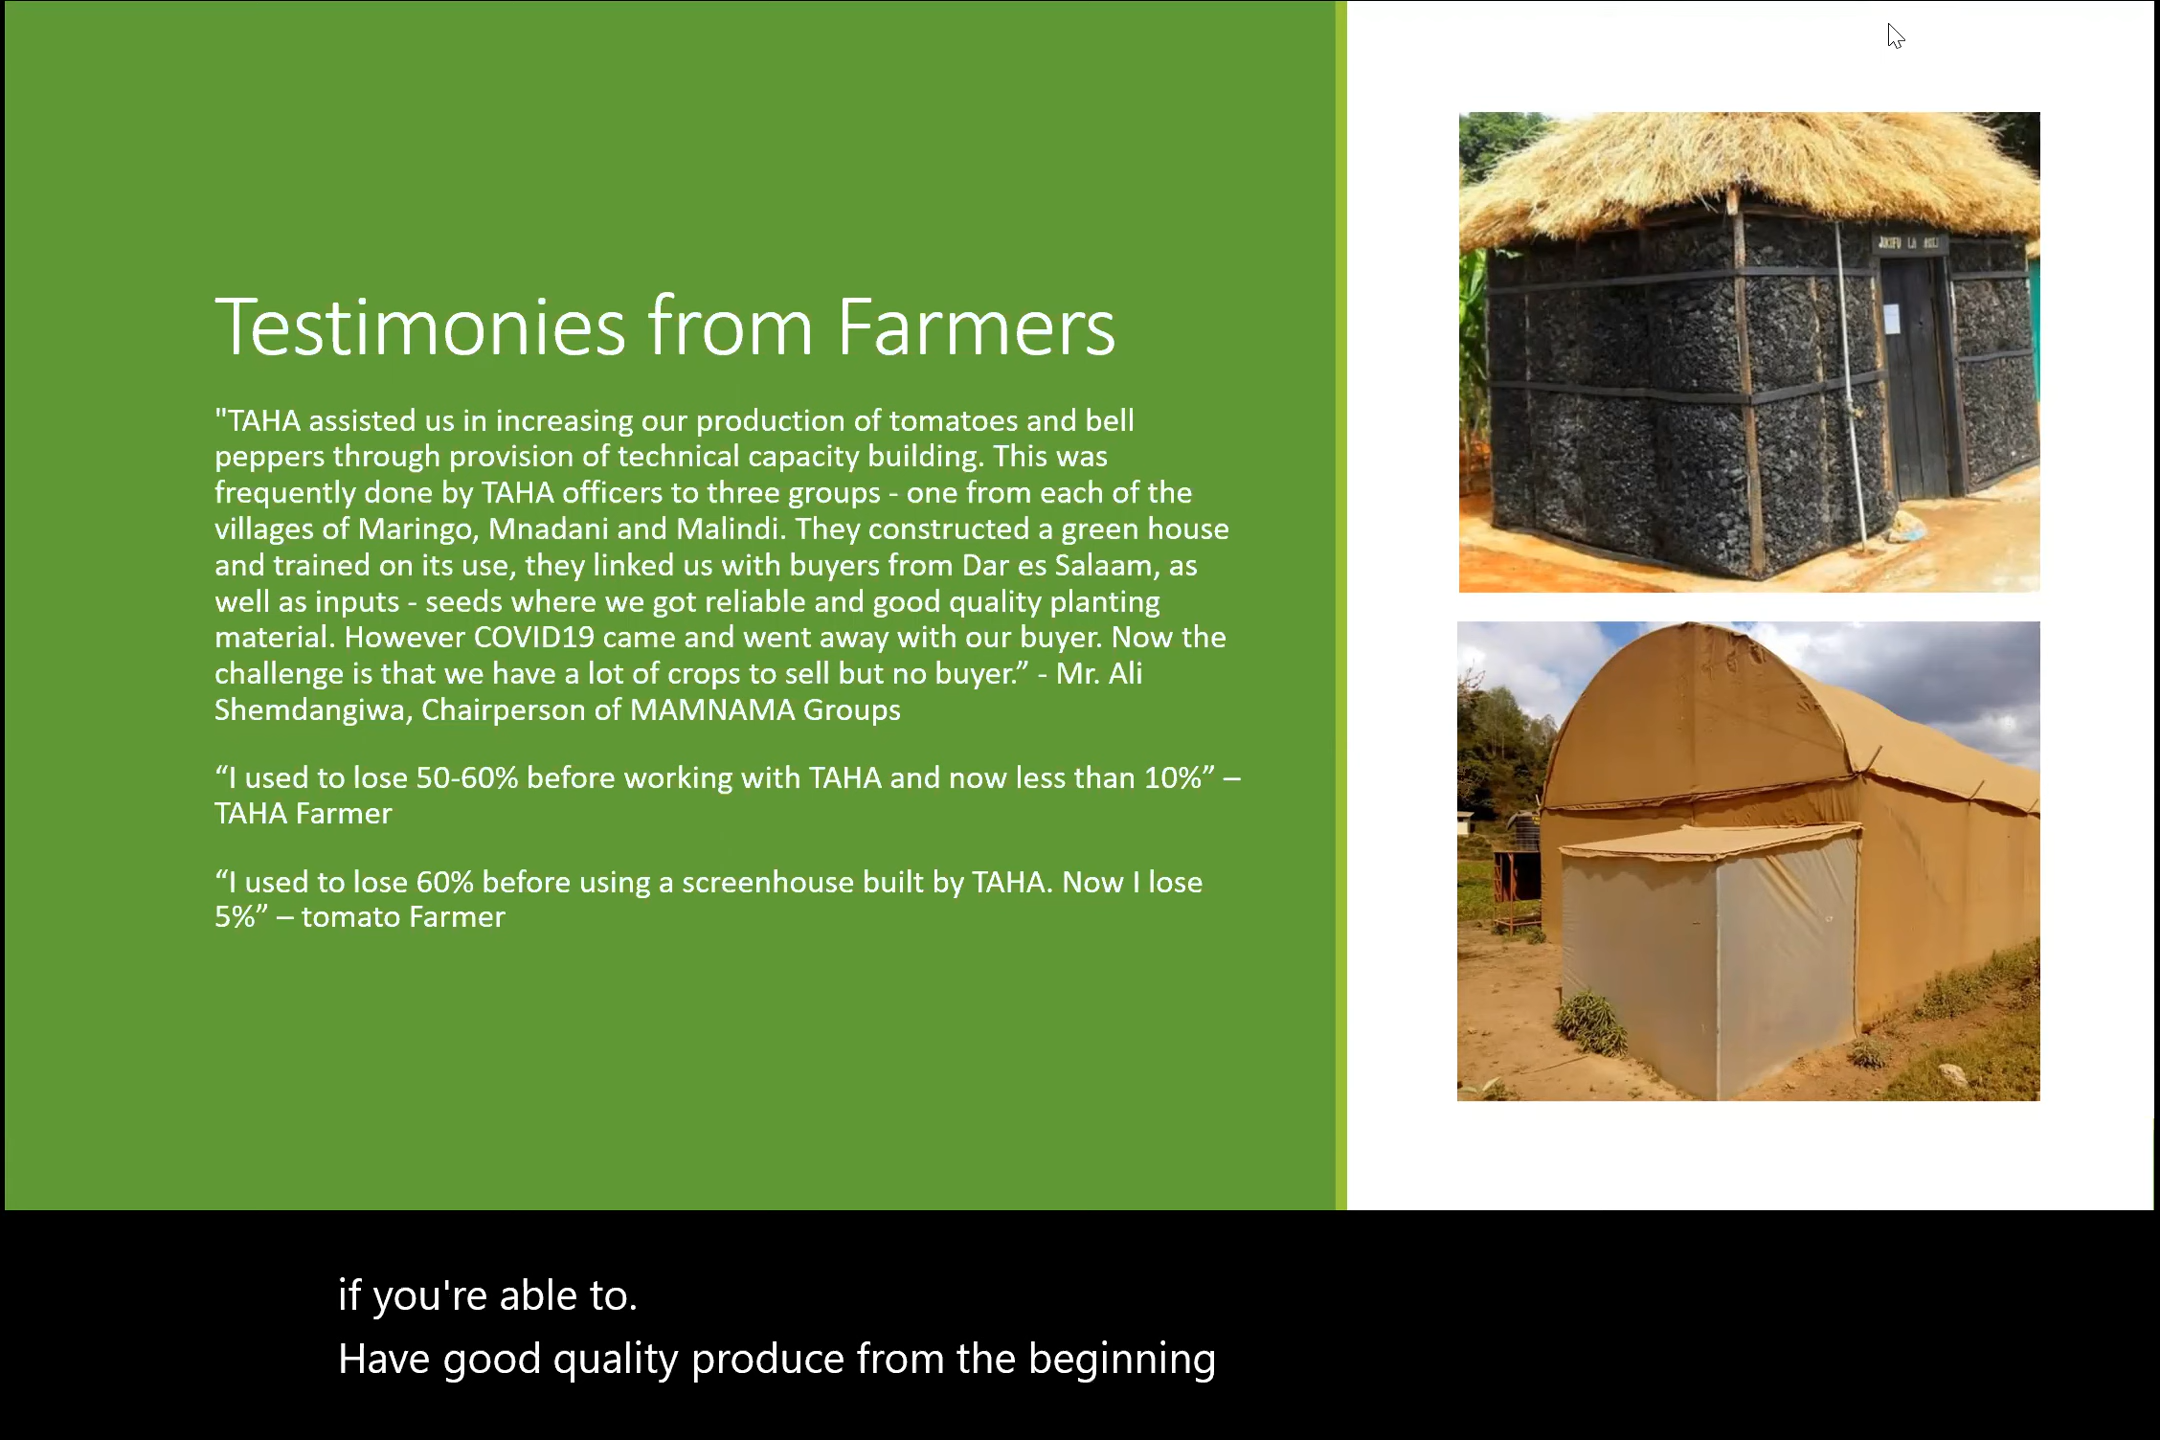 Testimonies from Farmers
"TAHA assisted us in increasing our production of tomatoes and bell
peppers through provision of technical capacity building. This was
frequently done by TAHA officers to three groups - one from each of the
villages of Maringo, Mnadani and Malindi. They constructed a green house
and trained on its use, they linked us with buyers from Dar es Salaam, as
well as inputs - seeds where we got reliable and good quality planting
material. However COVID19 came and went away with our buyer. Now the
challenge is that we have a lot of crops to sell but no buyer.” - Mr. Ali
Shemdangiwa, Chairperson of MAMNAMA Groups
“I used to lose 50-60% before working with TAHA and now less than 10%” –
TAHA Farmer
“I used to lose 60% before using a screenhouse built by TAHA. Now I lose
5%” – tomato Farmer
if you're able to.
Have good quality produce from the beginning